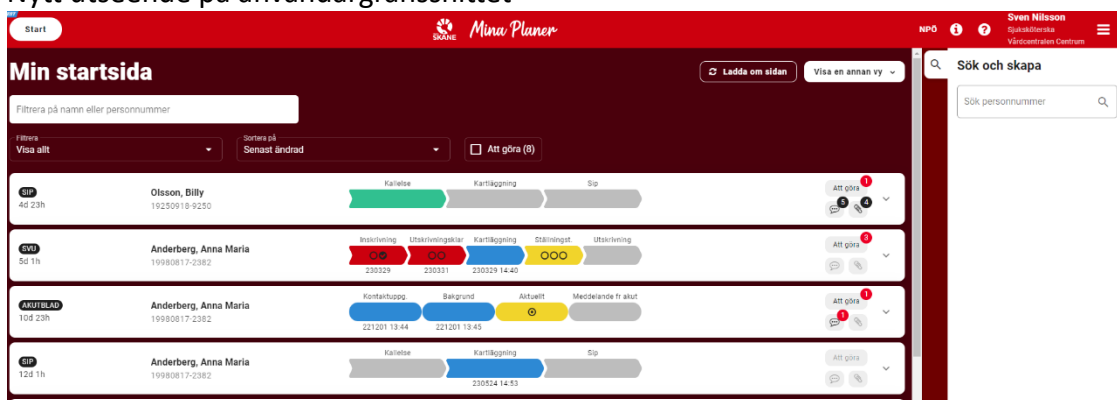 Nytt utseende på användargränssnittet
Start
SKÅNE
Mina Planer
NPÖ
Sven Nilsson
Sjuksköterska
Vårdcentralen Centrum
Min startsida
Ladda om sidan
Visa en annan vy
Sök och skapa
Filtrera på namn eller personnummer
Sök personnummer
Filtrera
Visa allt
Sortera på
Senast ändrad
Att göra (8)
SIP
4d 23h
Olsson, Billy
19250918-9250
Kallelse
Kartläggning
Sip
Att göra
1
5
4
SVU
5d 1h
Anderberg, Anna Maria
19980817-2382
Inskrivning
Utskrivningsklar
Kartläggning
Ställningst.
Utskrivning
230329
230331
230329 14:40
Att göra
3
AKUTBLAD
10d 23h
Anderberg, Anna Maria
19980817-2382
Kontaktuppg.
Bakgrund
Aktuellt
Meddelande fr akut
221201 13:44
221201 13:45
Att göra
1
1
SIP
12d 1h
Anderberg, Anna Maria
19980817-2382
Kallelse
Kartläggning
Sip
230524 14:53
Att göra